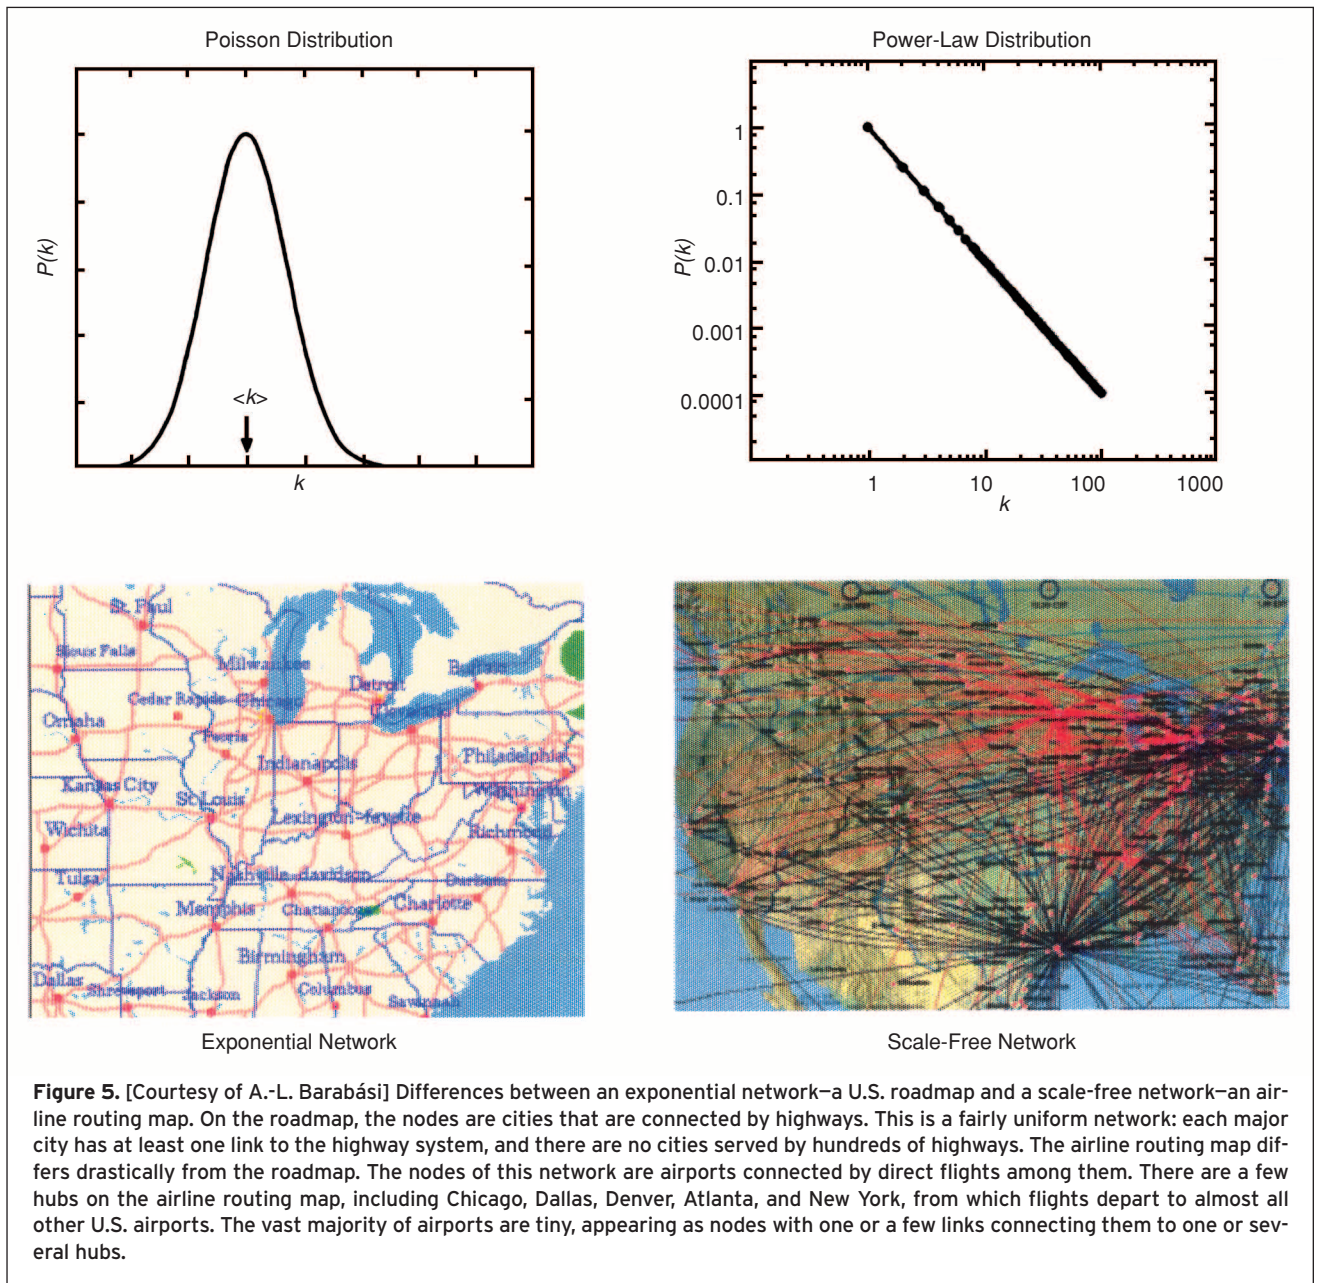 Poisson Distribution
Power-Law Distribution
P(k)
<k>
k
P(k)
1
0.1
0.01
0.001
0.0001
1 10 100 1000
k
St. Paul
Sioux Falls
Milwaukee
Buffalo
Detroit
Cedar Rapids
Chicago
Omaha
Peoria
Indianapolis
Philadelphia
Kansas City
Washington
St Louis
Lexington-fayette
Wichita
Richmond
Tulsa
Nashville-davidson
Durham
Memphis
Chattanooga
Charlotte
Birmingham
Dallas
Shreveport
Jackson
Columbus
Savannah
Exponential Network
Scale-Free Network
Figure 5. [Courtesy of A.-L. Barabási] Differences between an exponential network—a U.S. roadmap and a scale-free network—an air-
line routing map. On the roadmap, the nodes are cities that are connected by highways. This is a fairly uniform network: each major
city has at least one link to the highway system, and there are no cities served by hundreds of highways. The airline routing map dif-
fers drastically from the roadmap. The nodes of this network are airports connected by direct flights among them. There are a few
hubs on the airline routing map, including Chicago, Dallas, Denver, Atlanta, and New York, from which flights depart to almost all
other U.S. airports. The vast majority of airports are tiny, appearing as nodes with one or a few links connecting them to one or sev-
eral hubs.